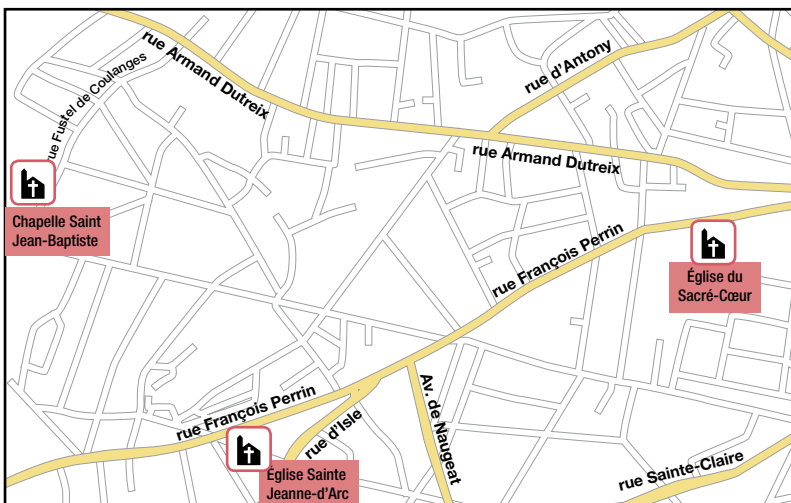 rue Armand Dutreix
rue d'Antony
rue Fustel de Coulanges
rue Armand Dutreix
Chapelle Saint
Jean-Baptiste
rue François Perrin
Église du
Sacré-Cœur
rue François Perrin
rue d'Isle
Av. de Naugeat
Église Sainte
Jeanne-d'Arc
rue Sainte-Claire